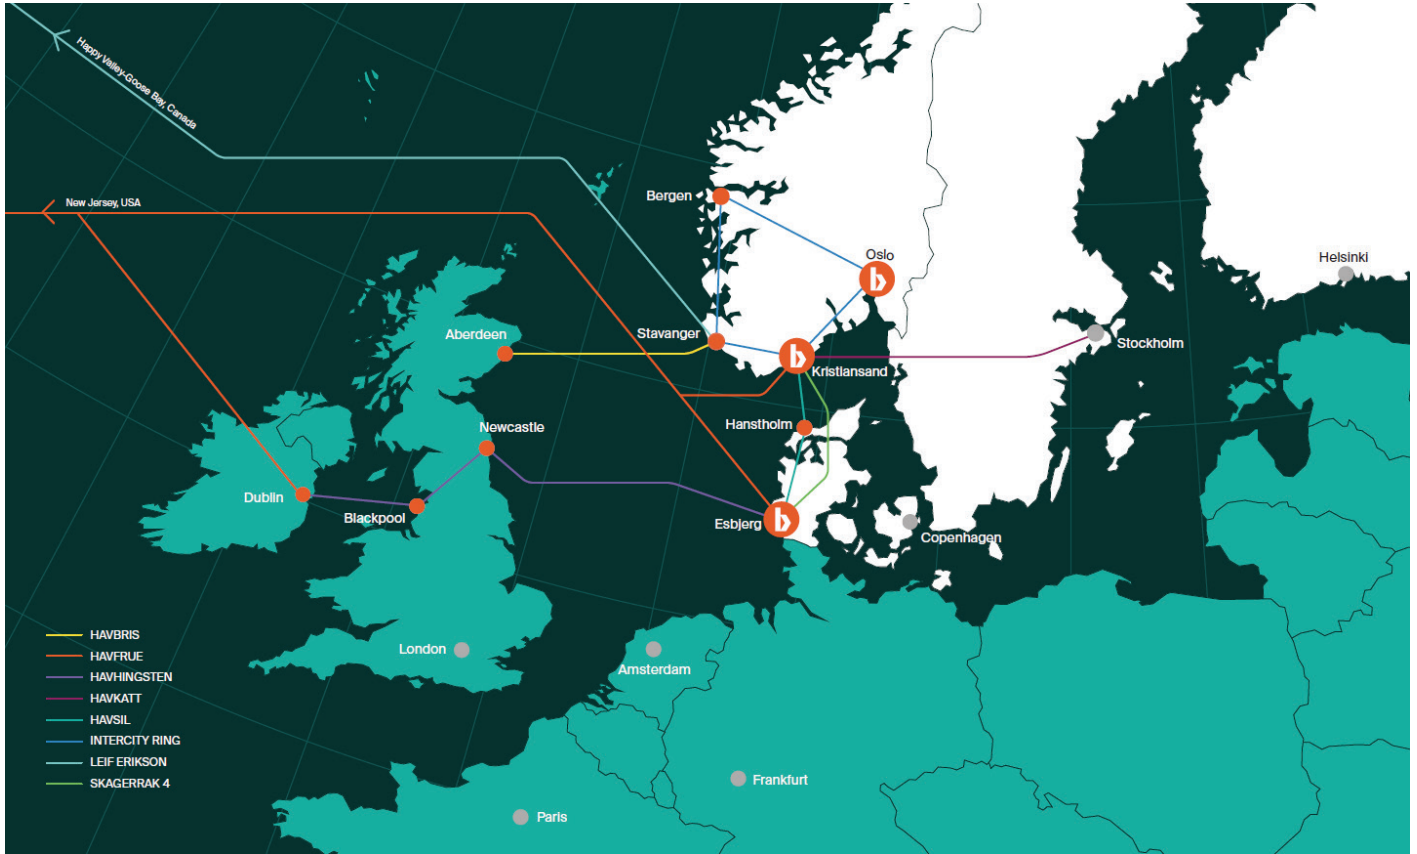 Happy Valley-Goose Bay, Canada
New Jersey, USA
Bergen
Oslo
Helsinki
Stavanger
Aberdeen
Stockholm
Kristiansand
Hanstholm
Newcastle
Dublin
Blackpool
Esbjerg
Copenhagen
London
Amsterdam
Frankfurt
Paris
HAVBRIS
HAVFRUE
HAVHINGSTEN
HAVKATT
HAVSIL
INTERCITY RING
LEIF ERIKSON
SKAGERRAK 4